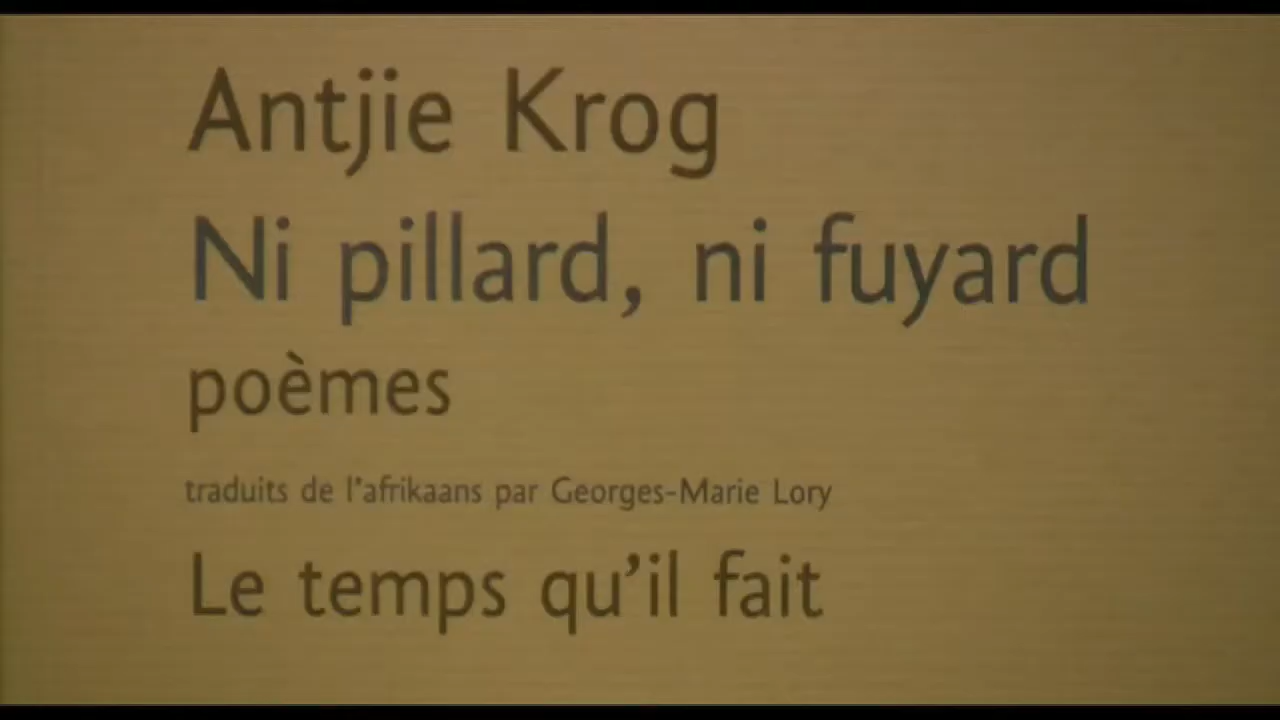 Antjie Krog
Ni pillard, ni fuyard
poèmes
traduits de l'afrikaans par Georges-Marie Lory
Le temps qu'il fait